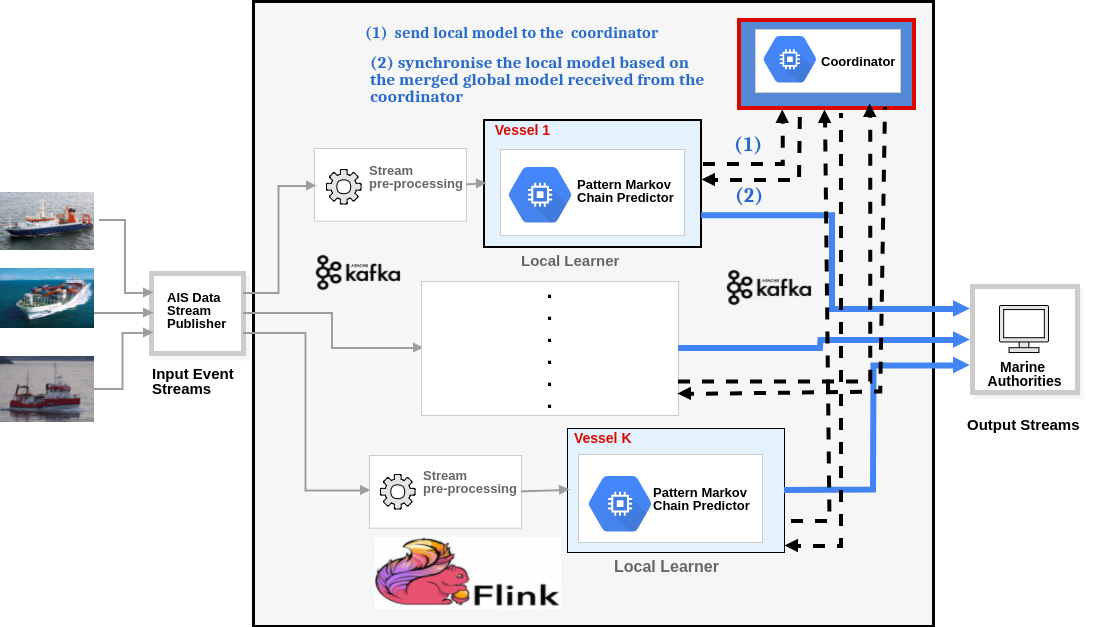 (1) send local model to the coordinator
(2) synchronise the local model based on
the merged global model received from the
coordinator
Coordinator
Vessel 1
Stream
pre-processing
Pattern Markov
Chain Predictor
(1)
(2)
Local Learner
APACHE
kafka
APACHE
kafka
AIS Data
Stream
Publisher
Input Event
Streams
Marine
Authorities
Output Streams
Vessel K
Stream
pre-processing
Pattern Markov
Chain Predictor
Local Learner
Flink